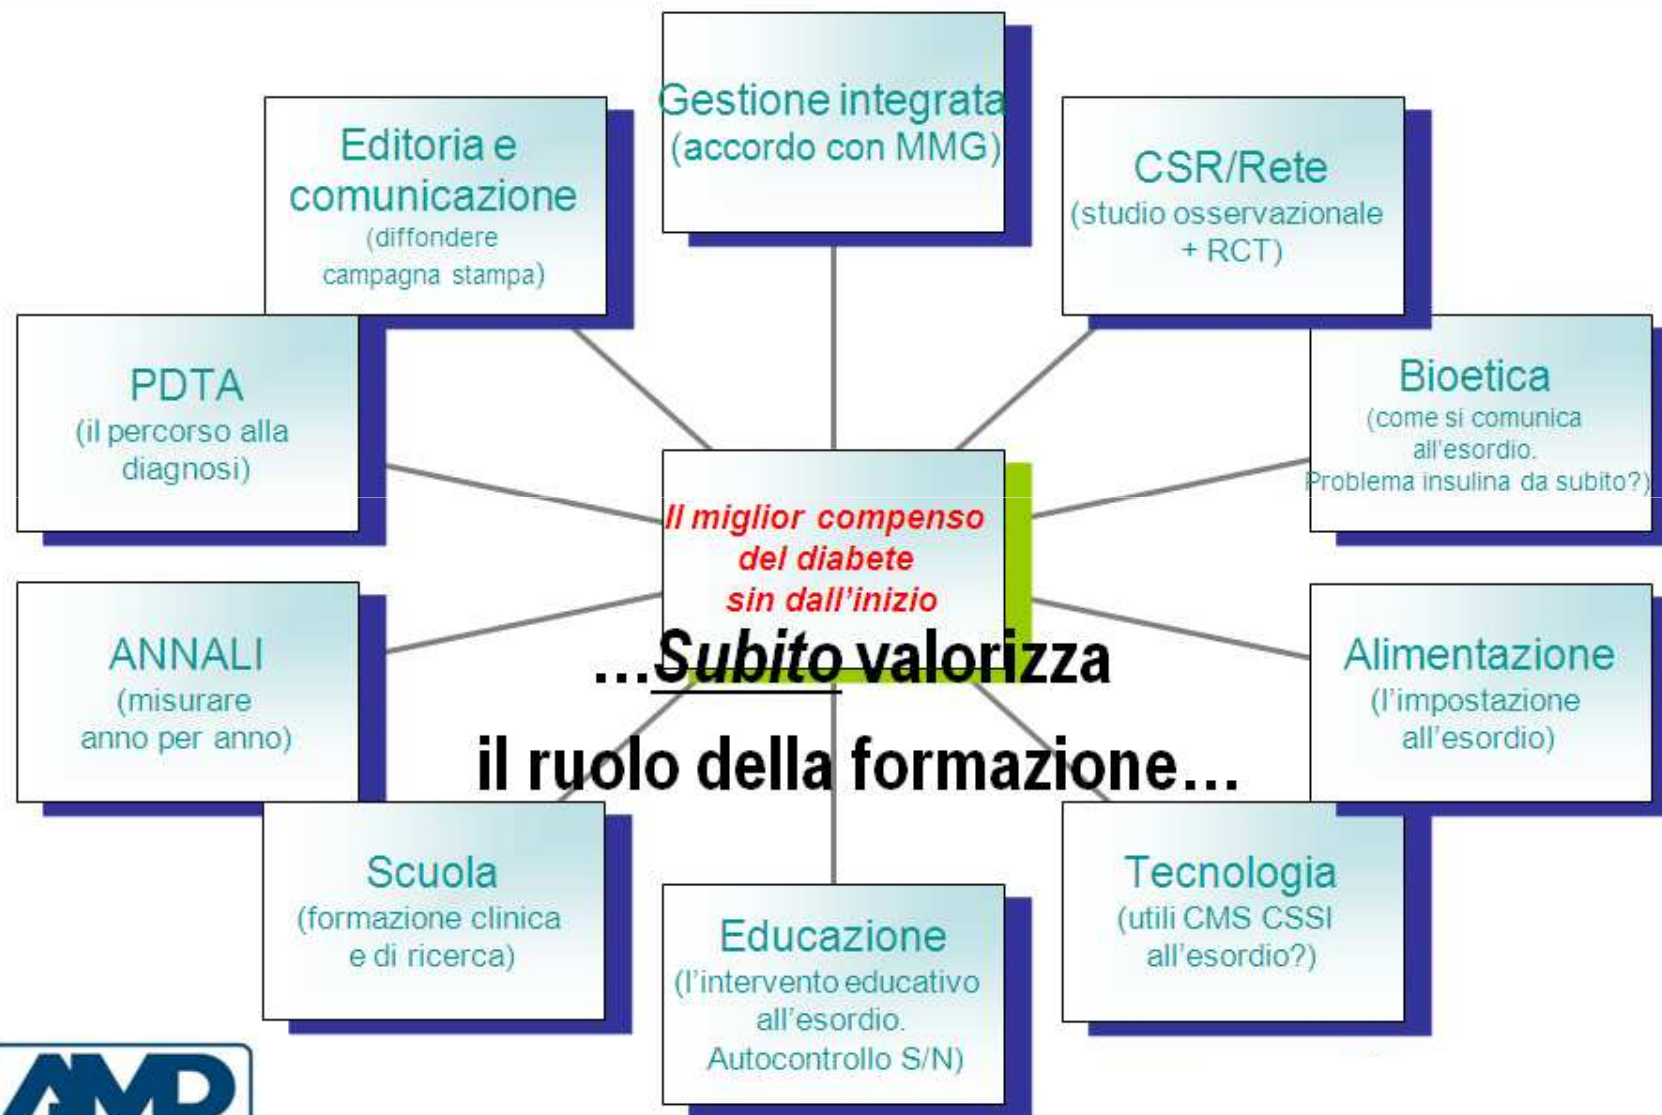 Gestione integrata
(accordo con MMG)
Editoria e
comunicazione
(diffondere
campagna stampa)
CSR/Rete
(studio osservazionale
+ RCT)
PDTA
(il percorso alla
diagnosi)
Bioetica
(come si comunica
all'esordio.
Problema insulina da subito?)
Il miglior compenso
del diabete
sin dall'inizio
...Subito valorizza
il ruolo della formazione...
ANNALI
(misurare
anno per anno)
Alimentazione
(l'impostazione
all'esordio)
Scuola
(formazione clinica
e di ricerca)
Educazione
(l'intervento educativo
all'esordio.
Autocontrollo S/N)
Tecnologia
(utili CMS CSSI
all'esordio?)
AMD